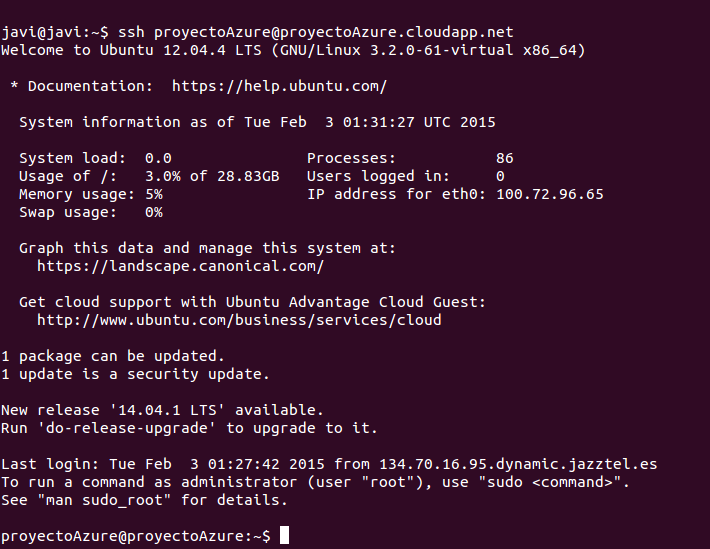 javi@javi:~$ ssh proyectoAzure@proyectoAzure.cloudapp.net
Welcome to Ubuntu 12.04.4 LTS (GNU/Linux 3.2.0-61-virtual x86_64)

 * Documentation:  https://help.ubuntu.com/

  System information as of Tue Feb  3 01:31:27 UTC 2015

  System load:  0.0               Processes:           86
  Usage of /:   3.0% of 28.83GB   Users logged in:     0
  Memory usage: 5%                IP address for eth0: 100.72.96.65
  Swap usage:   0%

  Graph this data and manage this system at:
    https://landscape.canonical.com/

  Get cloud support with Ubuntu Advantage Cloud Guest:
    http://www.ubuntu.com/business/services/cloud

1 package can be updated.
1 update is a security update.

New release '14.04.1 LTS' available.
Run 'do-release-upgrade' to upgrade to it.

Last login: Tue Feb  3 01:27:42 2015 from 134.70.16.95.dynamic.jazztel.es
To run a command as administrator (user "root"), use "sudo <command>".
See "man sudo_root" for details.

proyectoAzure@proyectoAzure:~$